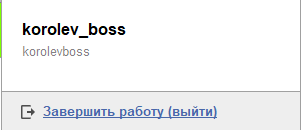 korolev_boss
korolevboss
Завершить работу (выйти)